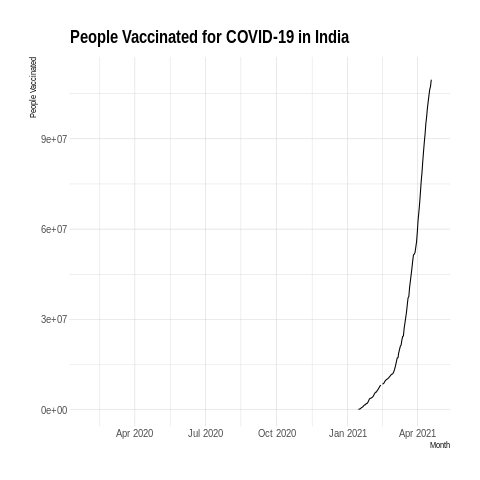 People Vaccinated for COVID-19 in India
People Vaccinated
9e+07
6e+07
3e+07
0e+00
Apr 2020 Jul 2020 Oct 2020 Jan 2021 Apr 2021
Month